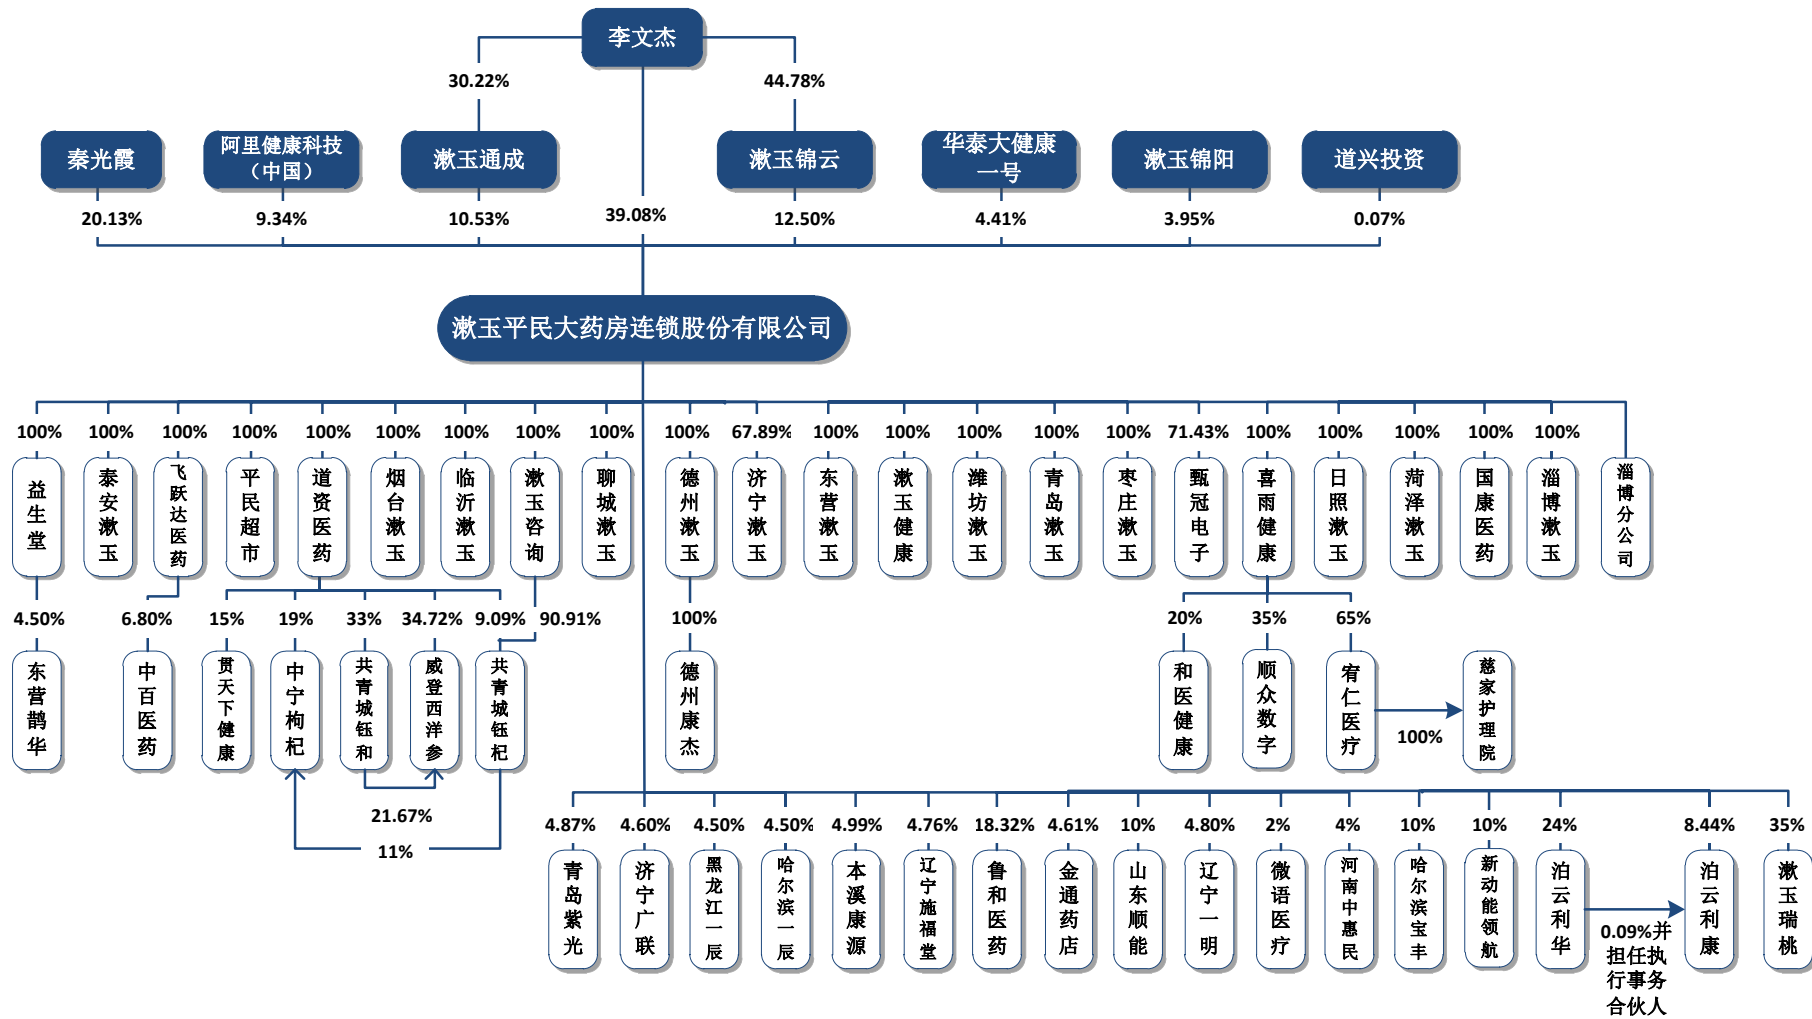 李文杰
30.22%
44.78%
秦光霞
阿里健康科技
（中国）
漱玉通成
漱玉锦云
华泰大健康
一号
漱玉锦阳
道兴投资
20.13%
9.34%
10.53%
39.08%
12.50%
4.41%
3.95%
0.07%
漱玉平民大药房连锁股份有限公司
100%
100%
100%
100%
100%
100%
100%
100%
100%
100%
67.89%
100%
100%
100%
100%
100%
71.43%
100%
100%
100%
100%
100%
益生堂
泰安漱玉
飞跃达医药
平民超市
道资医药
烟台漱玉
临沂漱玉
漱玉咨询
聊城漱玉
德州漱玉
济宁漱玉
东营漱玉
漱玉健康
潍坊漱玉
青岛漱玉
枣庄漱玉
甄冠电子
喜雨健康
日照漱玉
菏泽漱玉
国康医药
淄博漱玉
淄博分公司
4.50%
6.80%
15%
19%
33%
34.72%
9.09%
90.91%
100%
20%
35%
65%
东营鹊华
中百医药
贯天下健康
中宁枸杞
共青城钰和
威登西洋参
共青城钰杞
德州康杰
和医健康
顺众数字
宥仁医疗
100%
慈家护理院
21.67%
11%
4.87%
4.60%
4.50%
4.50%
4.99%
4.76%
18.32%
4.61%
10%
4.80%
2%
4%
10%
10%
24%
8.44%
35%
青岛紫光
济宁广联
黑龙江一辰
哈尔滨一辰
本溪康源
辽宁施福堂
鲁和医药
金通药店
山东顺能
辽宁一明
微语医疗
河南中惠民
哈尔滨宝丰
新动能领航
泊云利华
0.09%并
担任执
行事务
合伙人
泊云利康
漱玉瑞桃